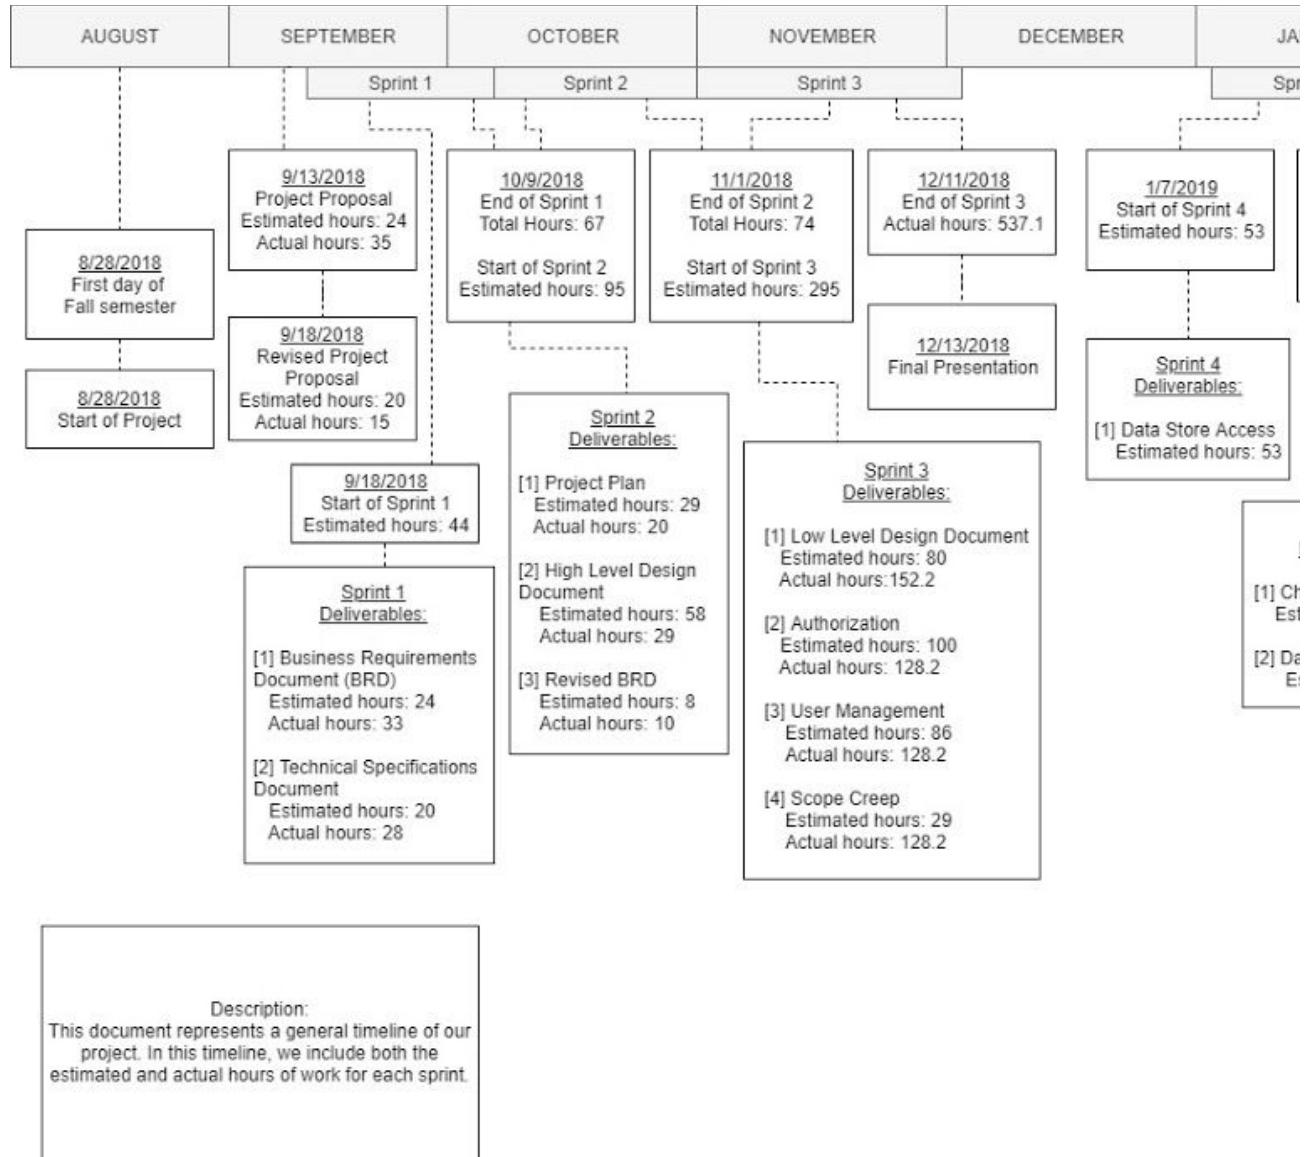 AUGUST
SEPTEMBER
OCTOBER
NOVEMBER
DECEMBER
Sprint 1
Sprint 2
Sprint 3
8/28/2018
First day of
Fall semester
8/28/2018
Start of Project
9/13/2018
Project Proposal
Estimated hours: 24
Actual hours: 35
9/18/2018
Revised Project
Proposal
Estimated hours: 20
Actual hours: 15
9/18/2018
Start of Sprint 1
Estimated hours: 44
Sprint 1
Deliverables:
[1] Business Requirements
Document (BRD)
Estimated hours: 24
Actual hours: 33
[2] Technical Specifications
Document
Estimated hours: 20
Actual hours: 28
10/9/2018
End of Sprint 1
Total Hours: 67
Start of Sprint 2
Estimated hours: 95
Sprint 2
Deliverables:
[1] Project Plan
Estimated hours: 29
Actual hours: 20
[2] High Level Design
Document
Estimated hours: 58
Actual hours: 29
[3] Revised BRD
Estimated hours: 8
Actual hours: 10
11/1/2018
End of Sprint 2
Total Hours: 74
Start of Sprint 3
Estimated hours: 295
Sprint 3
Deliverables:
[1] Low Level Design Document
Estimated hours: 80
Actual hours:152.2
[2] Authorization
Estimated hours: 100
Actual hours: 128.2
[3] User Management
Estimated hours: 86
Actual hours: 128.2
[4] Scope Creep
Estimated hours: 29
Actual hours: 128.2
12/11/2018
End of Sprint 3
Actual hours: 537.1
12/13/2018
Final Presentation
1/7/2019
Start of Sprint 4
Estimated hours: 53
Sprint 4
Deliverables:
[1] Data Store Access
Estimated hours: 53
[1]
[2]
Description:
This document represents a general timeline of our
project. In this timeline, we include both the
estimated and actual hours of work for each sprint.